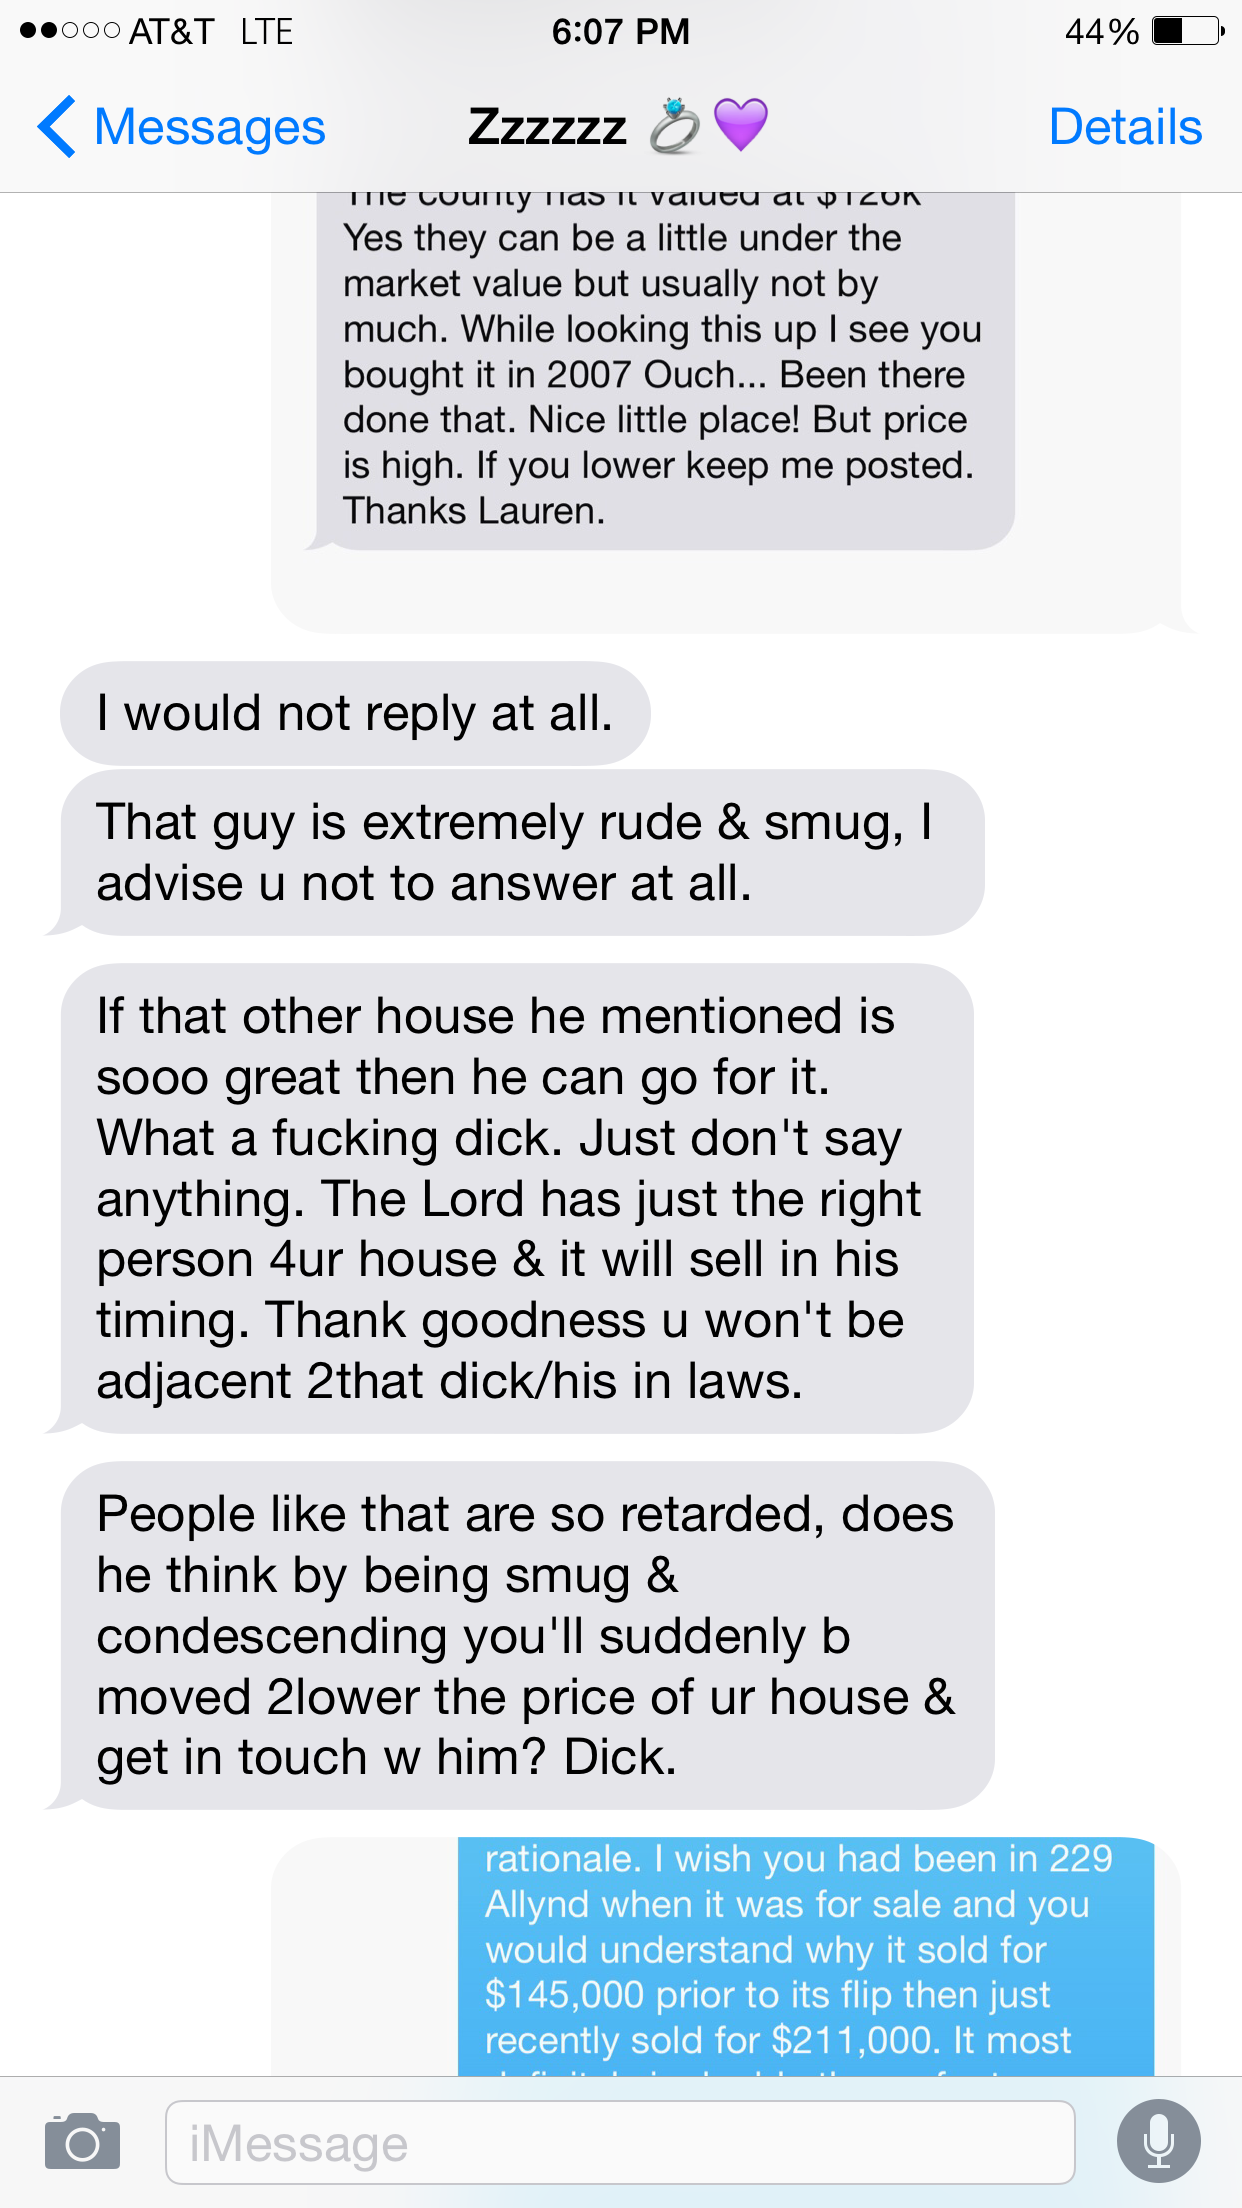 AT&T LTE 6:07 PM 44%
Messages Zzzzzz 💍💜 Details
The county has it valued at $126K
Yes they can be a little under the
market value but usually not by
much. While looking this up I see you
bought it in 2007 Ouch... Been there
done that. Nice little place! But price
is high. If you lower keep me posted.
Thanks Lauren.
I would not reply at all.
That guy is extremely rude & smug, I
advise u not to answer at all.
If that other house he mentioned is
sooo great then he can go for it.
What a fucking dick. Just don't say
anything. The Lord has just the right
person 4ur house & it will sell in his
timing. Thank goodness u won't be
adjacent 2that dick/his in laws.
People like that are so retarded, does
he think by being smug &
condescending you'll suddenly b
moved 2lower the price of ur house &
get in touch w him? Dick.
rationale. I wish you had been in 229
Allynd when it was for sale and you
would understand why it sold for
$145,000 prior to its flip then just
recently sold for $211,000. It most
iMessage